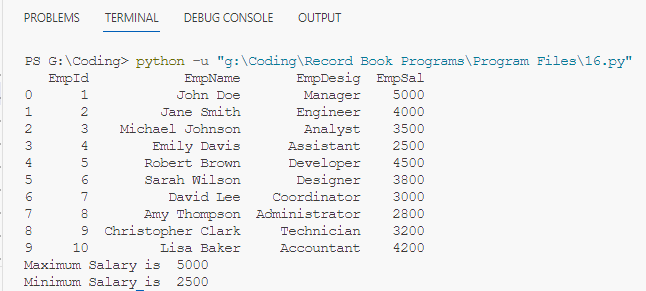 PROBLEMS TERMINAL DEBUG CONSOLE OUTPUT
PS G:\Coding> python -u "g:\Coding\Record Book Programs\Program Files\16.py"
EmpId EmpName EmpDesig EmpSal
0 1 John Doe Manager 5000
1 2 Jane Smith Engineer 4000
2 3 Michael Johnson Analyst 3500
3 4 Emily Davis Assistant 2500
4 5 Robert Brown Developer 4500
5 6 Sarah Wilson Designer 3800
6 7 David Lee Coordinator 3000
7 8 Amy Thompson Administrator 2800
8 9 Christopher Clark Technician 3200
9 10 Lisa Baker Accountant 4200
Maximum Salary is 5000
Minimum Salary is 2500